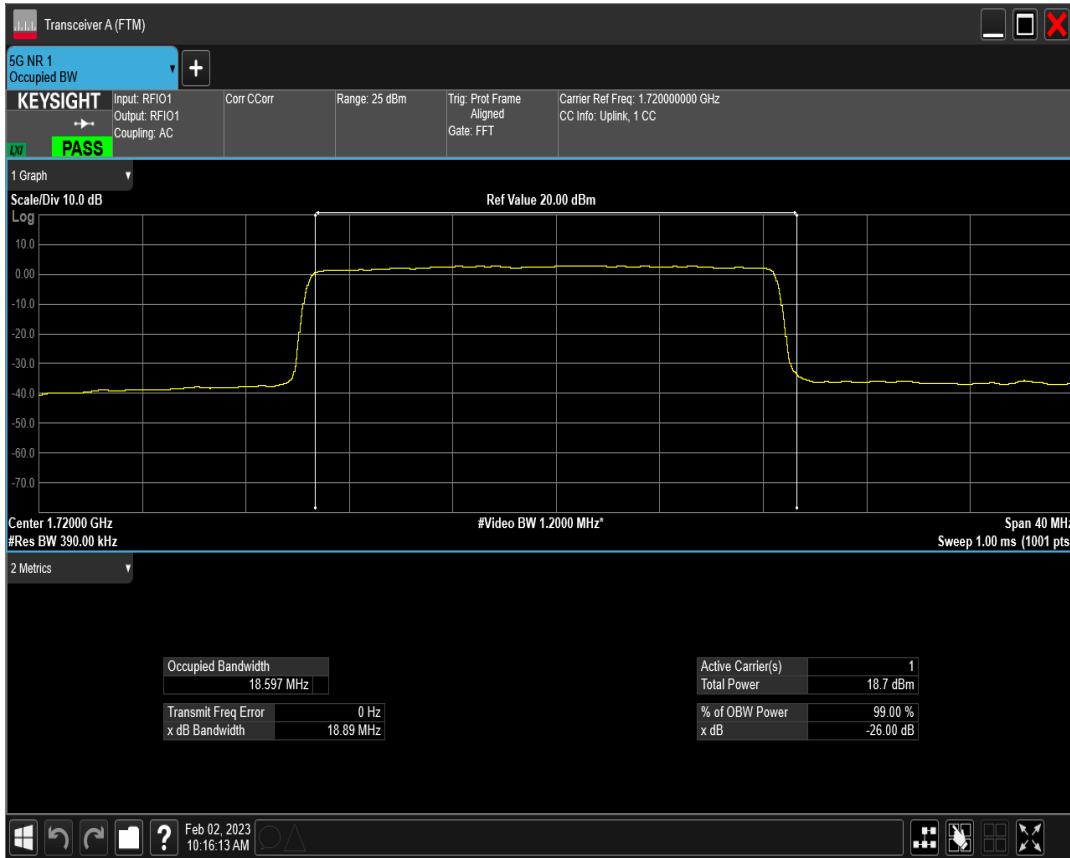 Transceiver A (FTM)
5G NR 1
Occupied BW
+
KEYSIGHT
LXI
PASS
Input: RFIO1
Output: RFIO1
Coupling: AC
Corr CCorr
Range: 25 dBm
Trig: Prot Frame
Aligned
Gate: FFT
Carrier Ref Freq: 1.720000000 GHz
CC Info: Uplink, 1 CC
1 Graph
Scale/Div 10.0 dB
Ref Value 20.00 dBm
Log
10.0
0.00
-10.0
-20.0
-30.0
-40.0
-50.0
-60.0
-70.0
Center 1.72000 GHz
#Video BW 1.2000 MHz*
Span 40 MHz
#Res BW 390.00 kHz
Sweep 1.00 ms (1001 pts
2 Metrics
Occupied Bandwidth
18.597 MHz
Transmit Freq Error 0 Hz
x dB Bandwidth 18.89 MHz
Active Carrier(s) 1
Total Power 18.7 dBm
% of OBW Power 99.00 %
x dB -26.00 dB
?
Feb 02, 2023
10:16:13 AM